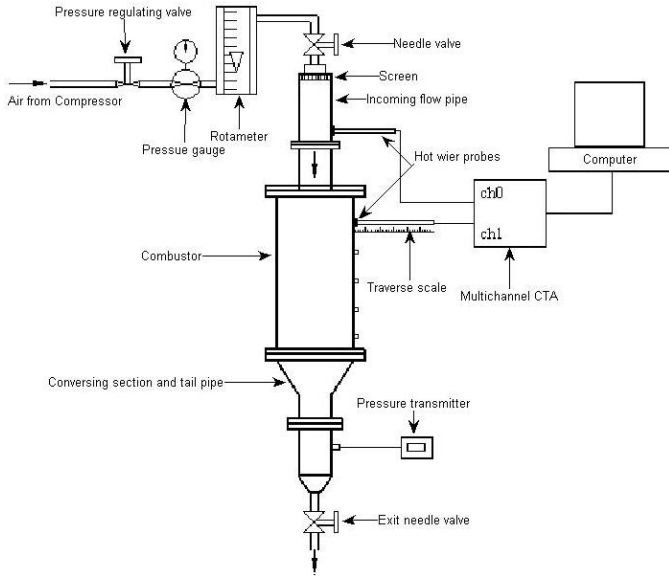 Pressure regulating valve
Needle valve
Screen
Incoming flow pipe
Air from Compressor
Rotameter
Pressue gauge
Hot wier probes
Computer
ch0
ch1
Combustor
Traverse scale
Multichannel CTA
Conversing section and tail pipe
Pressure transmitter
Exit needle valve